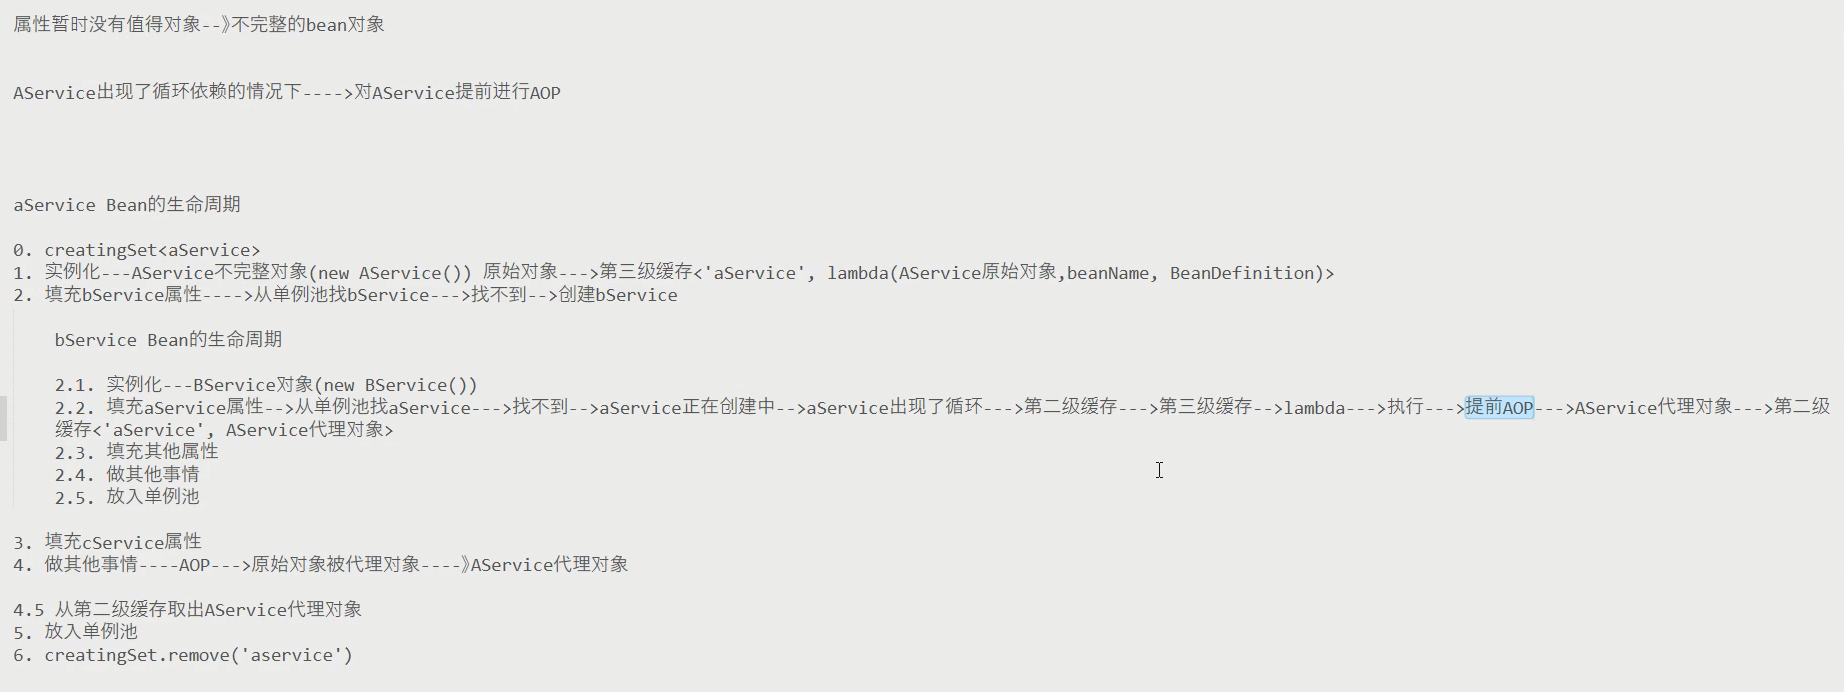 属性暂时没有值得对象--》不完整的bean对象
AService出现了循环依赖的情况下---->对AService提前进行AOP
aService Bean的生命周期
0. creatingSet<aService>
1. 实例化---AService不完整对象(new AService()) 原始对象--->第三级缓存<'aService', lambda(AService原始对象,beanName, BeanDefinition)>
2. 填充bService属性---->从单例池找bService--->找不到-->创建bService
bService Bean的生命周期
2.1. 实例化---BService对象(new BService())
2.2. 填充aService属性-->从单例池找aService--->找不到-->aService正在创建中-->aService出现了循环--->第二级缓存--->第三级缓存-->lambda--->执行--->提前AOP--->AService代理对象--->第二级
缓存<'aService', AService代理对象>
2.3. 填充其他属性
2.4. 做其他事情
2.5. 放入单例池
3. 填充cService属性
4. 做其他事情----AOP--->原始对象被代理对象----》AService代理对象
4.5 从第二级缓存取出AService代理对象
5. 放入单例池
6. creatingSet.remove('aservice')